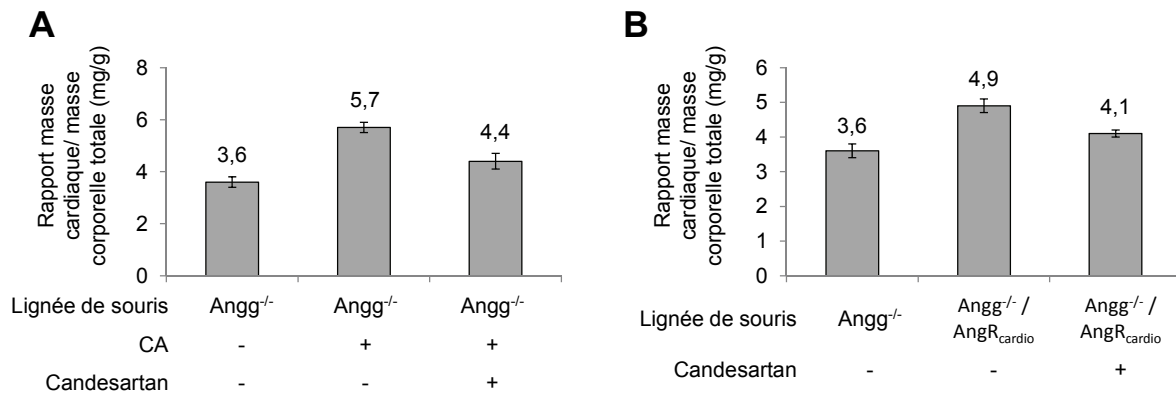 A
Rapport masse
cardiaque/ masse
corporelle totale (mg/g)
8
6
4
2
0
3,6
5,7
4,4
Lignée de souris Angg-/- Angg-/- Angg-/-
CA - + +
Candesartan - - +
B
Rapport masse
cardiaque/ masse
corporelle totale (mg/g)
6
5
4
3
2
1
0
3,6
4,9
4,1
Lignée de souris Angg-/- Angg-/- / AngRcardio Angg-/- / AngRcardio
Candesartan - - +